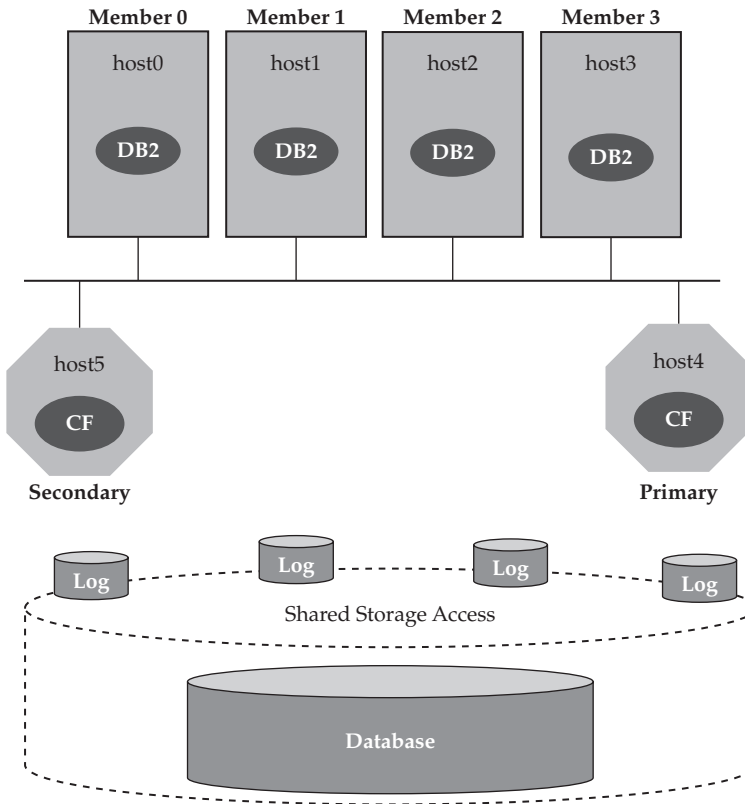 Member 0
Member 1
Member 2
Member 3
host0
host1
host2
host3
DB2
DB2
DB2
DB2
host5
host4
CF
CF
Secondary
Primary
Log
Log
Log
Log
Shared Storage Access
Database